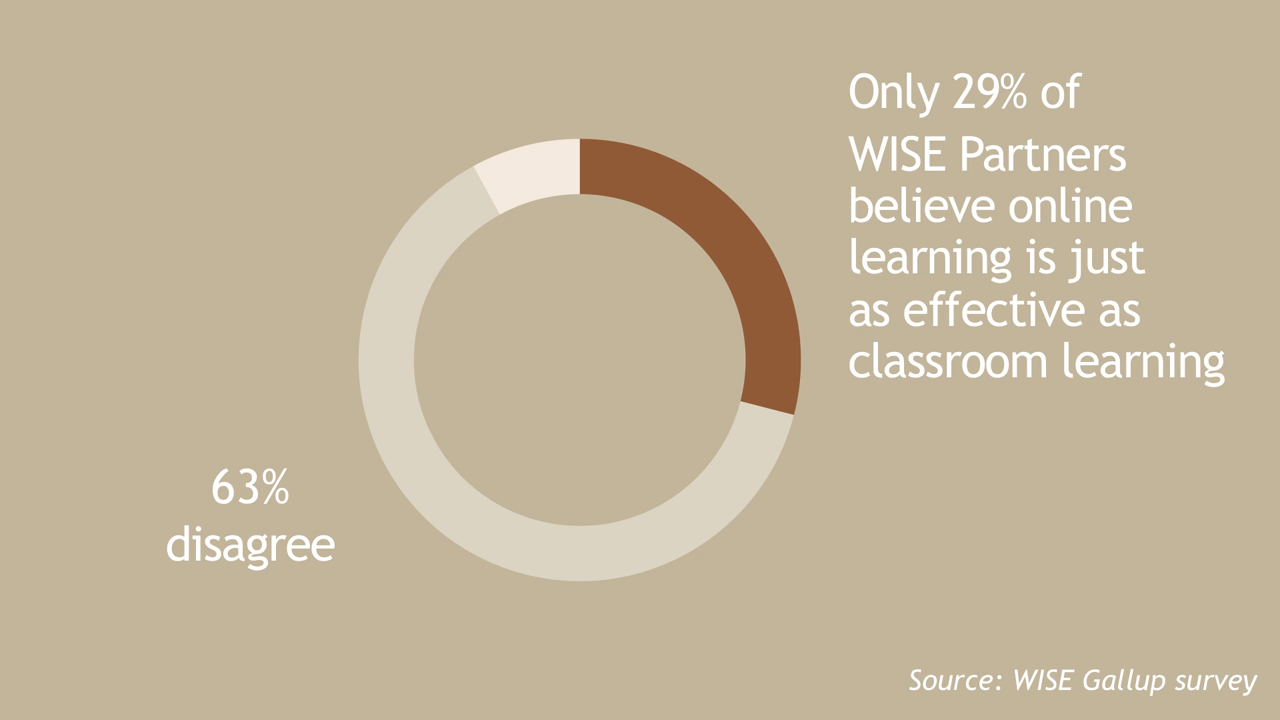 Only 29% of
WISE Partners
believe online
learning is just
as effective as
classroom learning
63%
disagree
Source: WISE Gallup survey